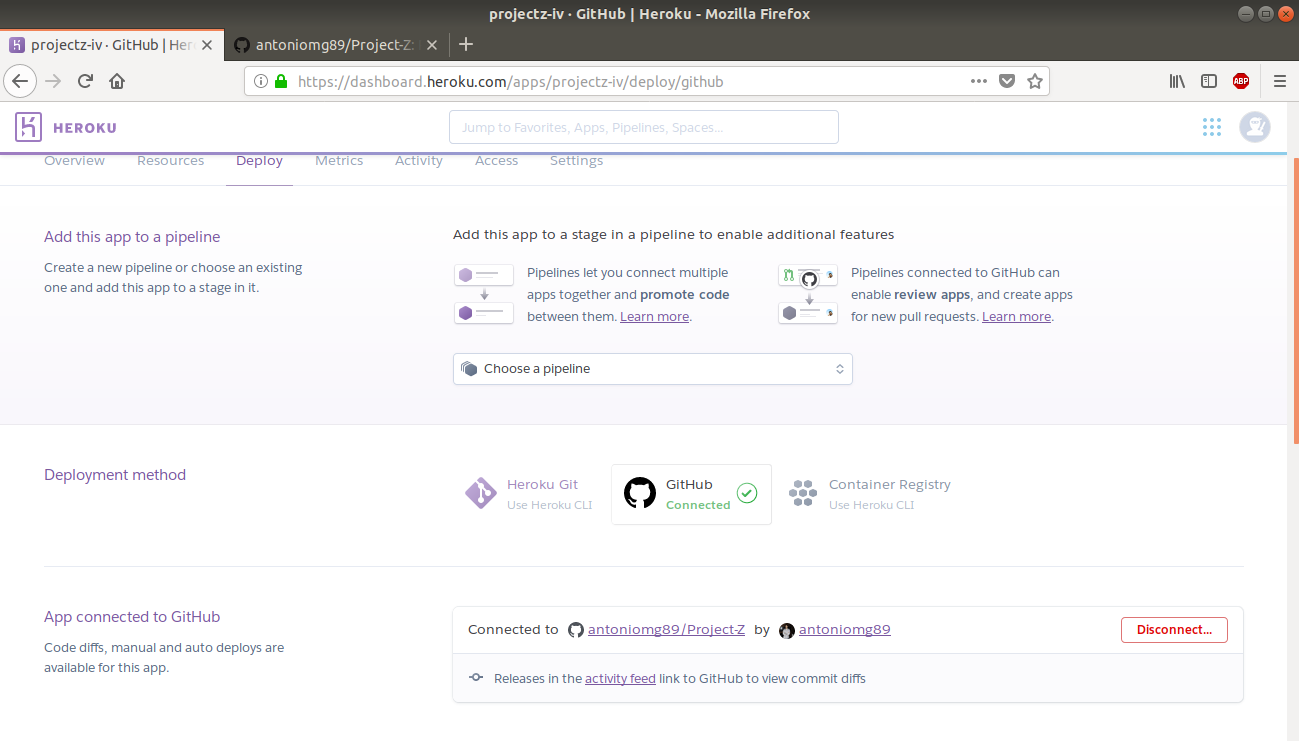 projectz-iv · GitHub | Heroku - Mozilla Firefox
projectz-iv · GitHub | Her
antoniomg89/Project-Z:
https://dashboard.heroku.com/apps/projectz-iv/deploy/github
ABP
HEROKU
Jump to Favorites, Apps, Pipelines, Spaces...
Overview Resources Deploy Metrics Activity Access Settings
Add this app to a pipeline
Create a new pipeline or choose an existing
one and add this app to a stage in it.
Add this app to a stage in a pipeline to enable additional features
Pipelines let you connect multiple
apps together and promote code
between them. Learn more.
Pipelines connected to GitHub can
enable review apps, and create apps
for new pull requests. Learn more.
Choose a pipeline
Deployment method
Heroku Git
Use Heroku CLI
GitHub
Connected
Container Registry
Use Heroku CLI
App connected to GitHub
Code diffs, manual and auto deploys are
available for this app.
Connected to antoniomg89/Project-Z by antoniomg89
Disconnect...
Releases in the activity feed link to GitHub to view commit diffs